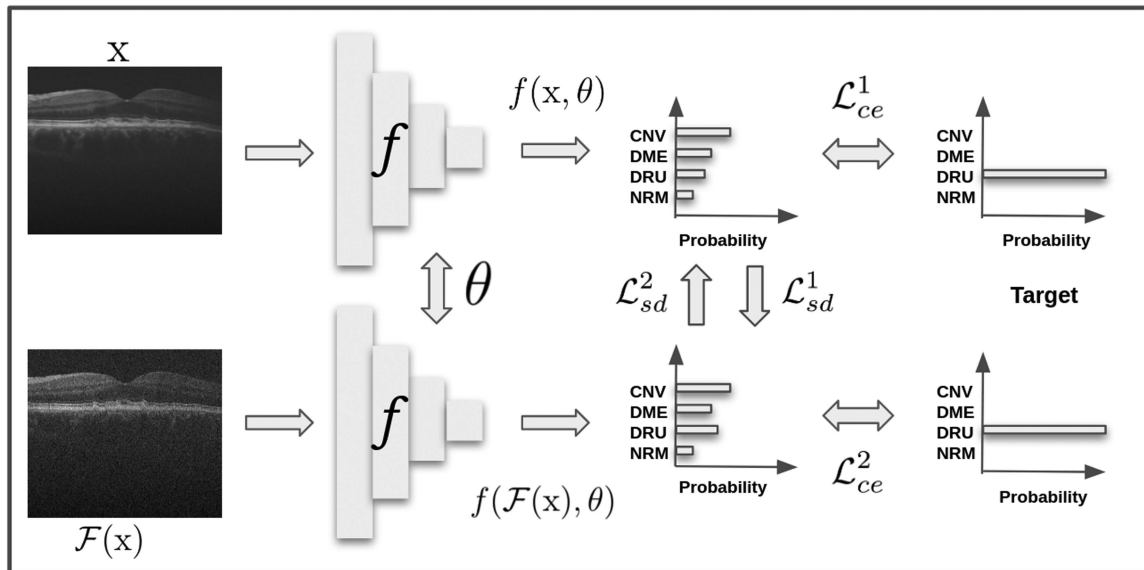 x
f
f(x, θ)
CNV
DME
DRU
NRM
Probability
ℒ¹ce
CNV
DME
DRU
NRM
Probability
θ
ℒ²sd
ℒ¹sd
Target
f
f(ℱ(x), θ)
CNV
DME
DRU
NRM
Probability
ℒ²ce
CNV
DME
DRU
NRM
Probability
ℱ(x)